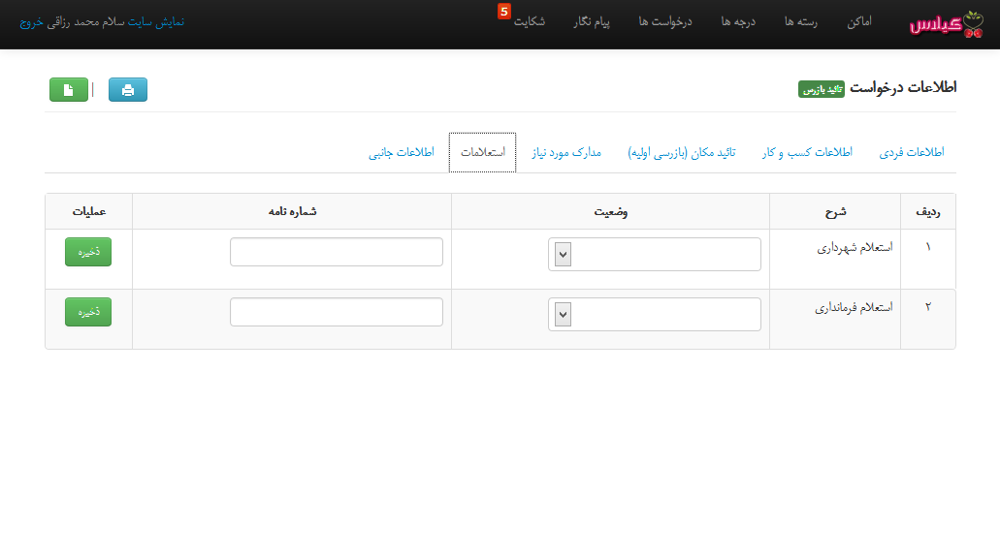 گیلاس اماکن رسته ها درجه ها درخواست ها پیام نگار شکایت 5 نمایش سایت سلام محمد رزاقی خروج
اطلاعات درخواست تائید بازرس
اطلاعات فردی اطلاعات کسب و کار تائید مکان (بازرسی اولیه) مدارک مورد نیاز استعلامات اطلاعات جانبی
ردیف شرح وضعیت شماره نامه عملیات
۱ استعلام شهرداری ذخیره
۲ استعلام فرمانداری ذخیره